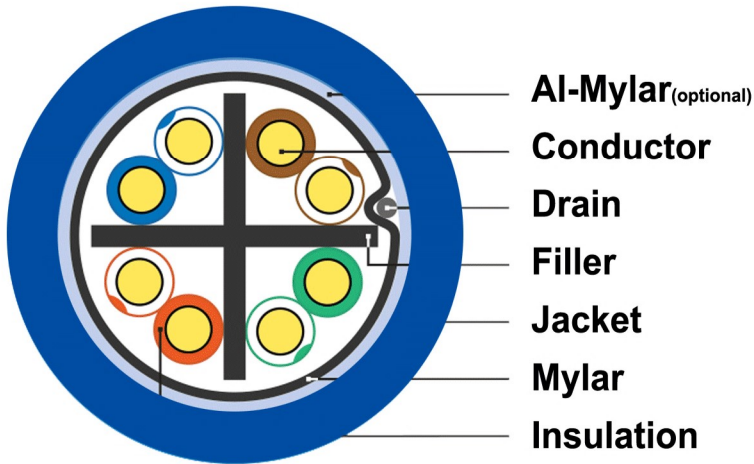 Al-Mylar(optional)
Conductor
Drain
Filler
Jacket
Mylar
Insulation